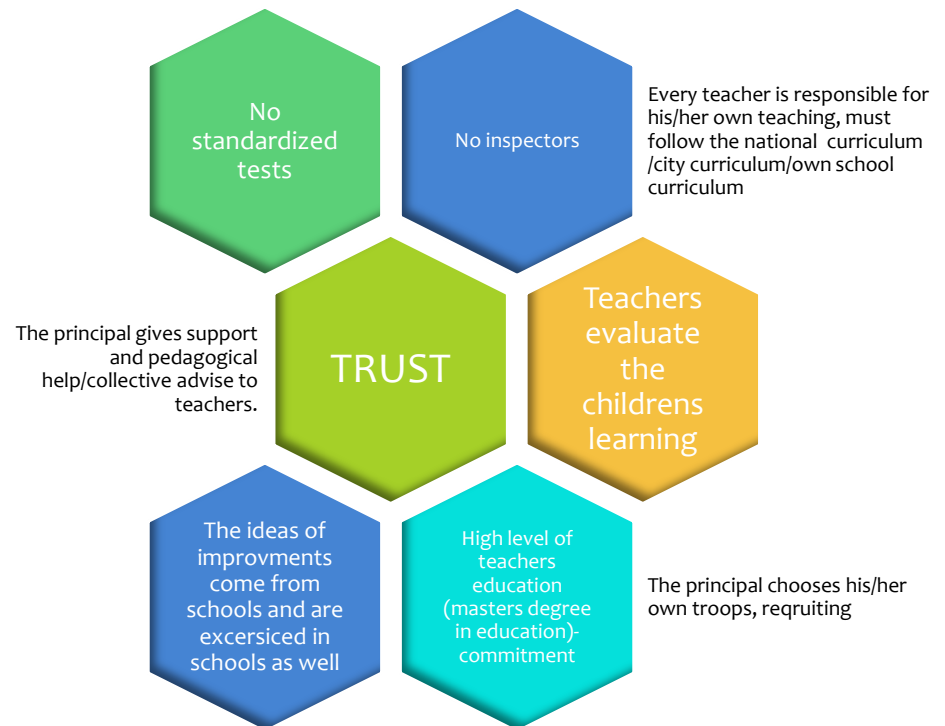 No
standardized
tests
No inspectors
Every teacher is responsible for
his/her own teaching, must
follow the national curriculum
/city curriculum/own school
curriculum
The principal gives support
and pedagogical
help/collective advise to
teachers.
TRUST
Teachers
evaluate
the
childrens
learning
The ideas of
improvments
come from
schools and are
excersiced in
schools as well
High level of
teachers
education
(masters degree
in education)-
commitment
The principal chooses his/her
own troops, reqruiting